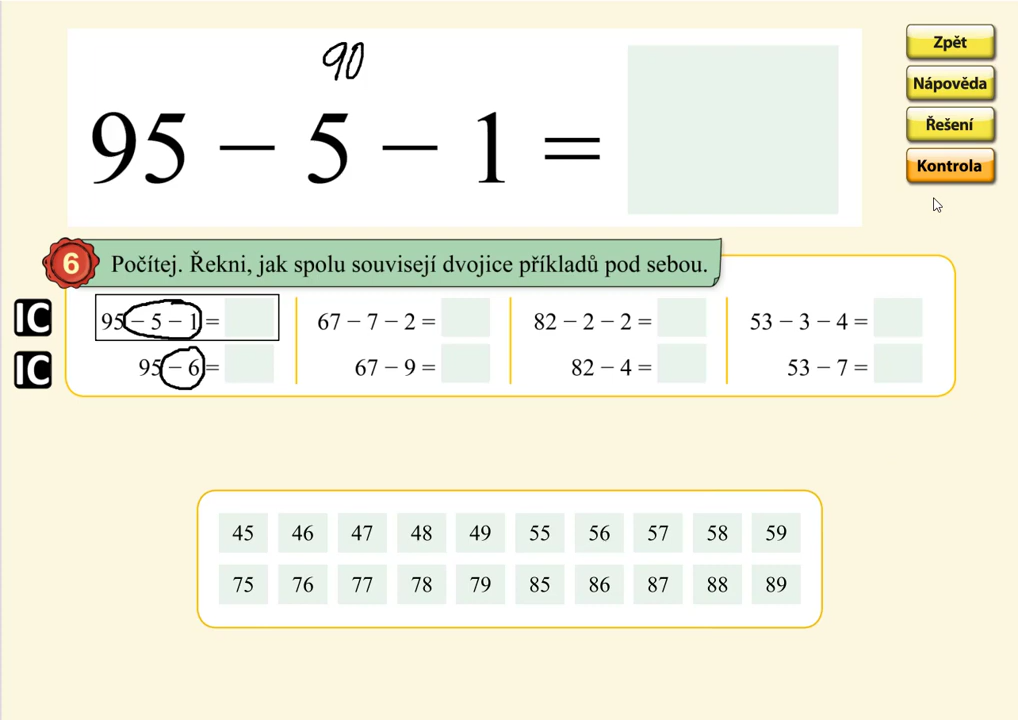 90
95 − 5 − 1 =
Zpět
Nápověda
Řešení
Kontrola
6 Počítej. Řekni, jak spolu souvisejí dvojice příkladů pod sebou.
IC 95 − 5 − 1 = 67 − 7 − 2 = 82 − 2 − 2 = 53 − 3 − 4 =
IC 95 − 6 = 67 − 9 = 82 − 4 = 53 − 7 =
45 46 47 48 49 55 56 57 58 59
75 76 77 78 79 85 86 87 88 89